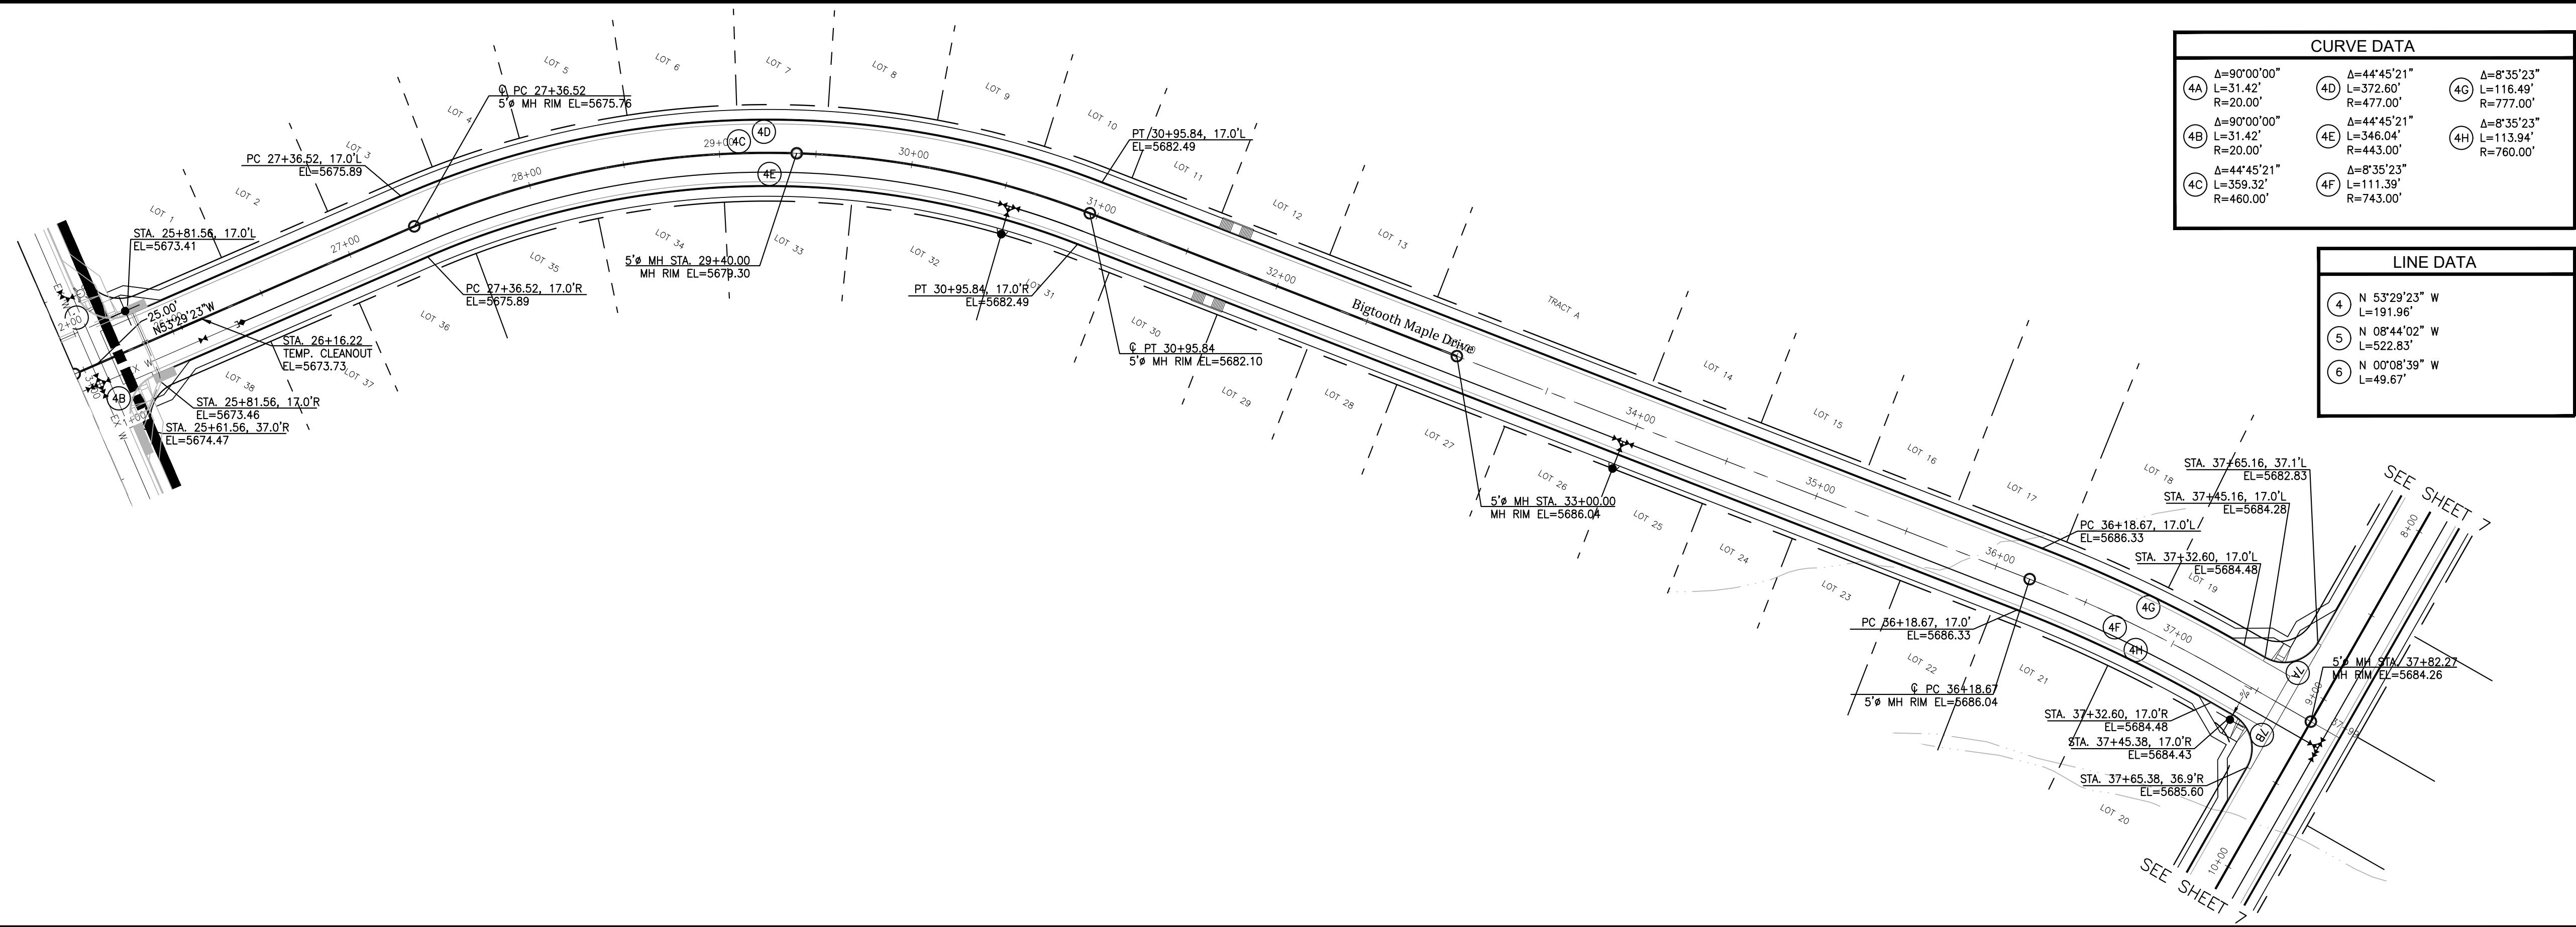 CURVE DATA
4A
Δ=90°00'00"
L=31.42'
R=20.00'
4B
Δ=90°00'00"
L=31.42'
R=20.00'
4C
Δ=44°45'21"
L=359.32'
R=460.00'
4D
Δ=44°45'21"
L=372.60'
R=477.00'
4E
Δ=44°45'21"
L=346.04'
R=443.00'
4F
Δ=8°35'23"
L=111.39'
R=743.00'
4G
Δ=8°35'23"
L=116.49'
R=777.00'
4H
Δ=8°35'23"
L=113.94'
R=760.00'
LINE DATA
4
N 53°29'23" W
L=191.96'
5
N 08°44'02" W
L=522.83'
6
N 00°08'39" W
L=49.67'
LOT 1
LOT 2
LOT 3
LOT 4
LOT 5
LOT 6
LOT 7
LOT 8
LOT 9
LOT 10
LOT 11
LOT 12
LOT 13
TRACT A
LOT 14
LOT 15
LOT 16
LOT 17
LOT 18
LOT 19
℄ PC 27+36.52
5'ø MH RIM EL=5675.76
PC 27+36.52, 17.0'L
EL=5675.89
STA. 25+81.56, 17.0'L
EL=5673.41
PT 30+95.84, 17.0'L
EL=5682.49
4D
4C
4E
27+00
28+00
29+00
30+00
31+00
32+00
34+00
35+00
36+00
37+00
Bigtooth Maple Drive
25.00'
N53°29'23"W
2+00
1+00
4B
EX W
STA. 26+16.22
TEMP. CLEANOUT
EL=5673.73
STA. 25+81.56, 17.0'R
EL=5673.46
STA. 25+61.56, 37.0'R
EL=5674.47
PC 27+36.52, 17.0'R
EL=5675.89
5'ø MH STA. 29+40.00
MH RIM EL=5679.30
PT 30+95.84, 17.0'R
EL=5682.49
℄ PT 30+95.84
5'ø MH RIM EL=5682.10
5'ø MH STA. 33+00.00
MH RIM EL=5686.04
LOT 38
LOT 37
LOT 36
LOT 35
LOT 34
LOT 33
LOT 32
LOT 31
LOT 30
LOT 29
LOT 28
LOT 27
LOT 26
LOT 25
LOT 24
LOT 23
LOT 22
LOT 21
LOT 20
STA. 37+65.16, 37.1'L
EL=5682.83
STA. 37+45.16, 17.0'L
EL=5684.28
PC 36+18.67, 17.0'L
EL=5686.33
STA. 37+32.60, 17.0'L
EL=5684.48
4G
4F
4H
PC 36+18.67, 17.0'
EL=5686.33
℄ PC 36+18.67
5'ø MH RIM EL=5686.04
STA. 37+32.60, 17.0'R
EL=5684.48
STA. 37+45.38, 17.0'R
EL=5684.43
STA. 37+65.38, 36.9'R
EL=5685.60
5'ø MH STA. 37+82.27
MH RIM EL=5684.26
7A
7B
8+00
9+00
10+00
SEE SHEET 7
SEE SHEET 7